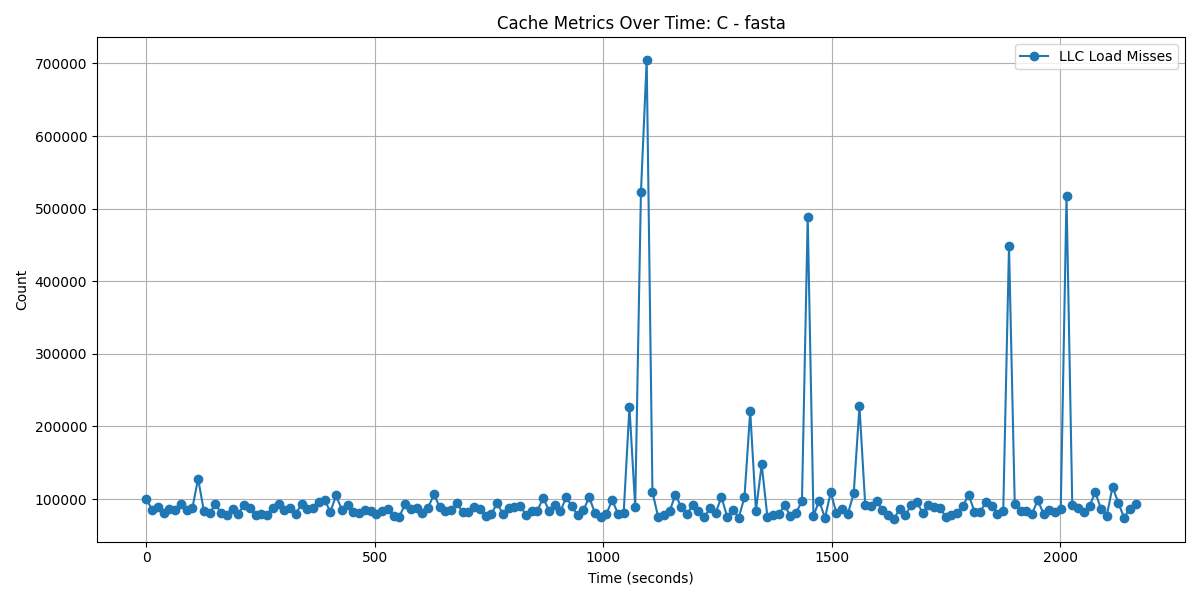 Cache Metrics Over Time: C - fasta
LLC Load Misses
Count
700000
600000
500000
400000
300000
200000
100000
0 500 1000 1500 2000
Time (seconds)